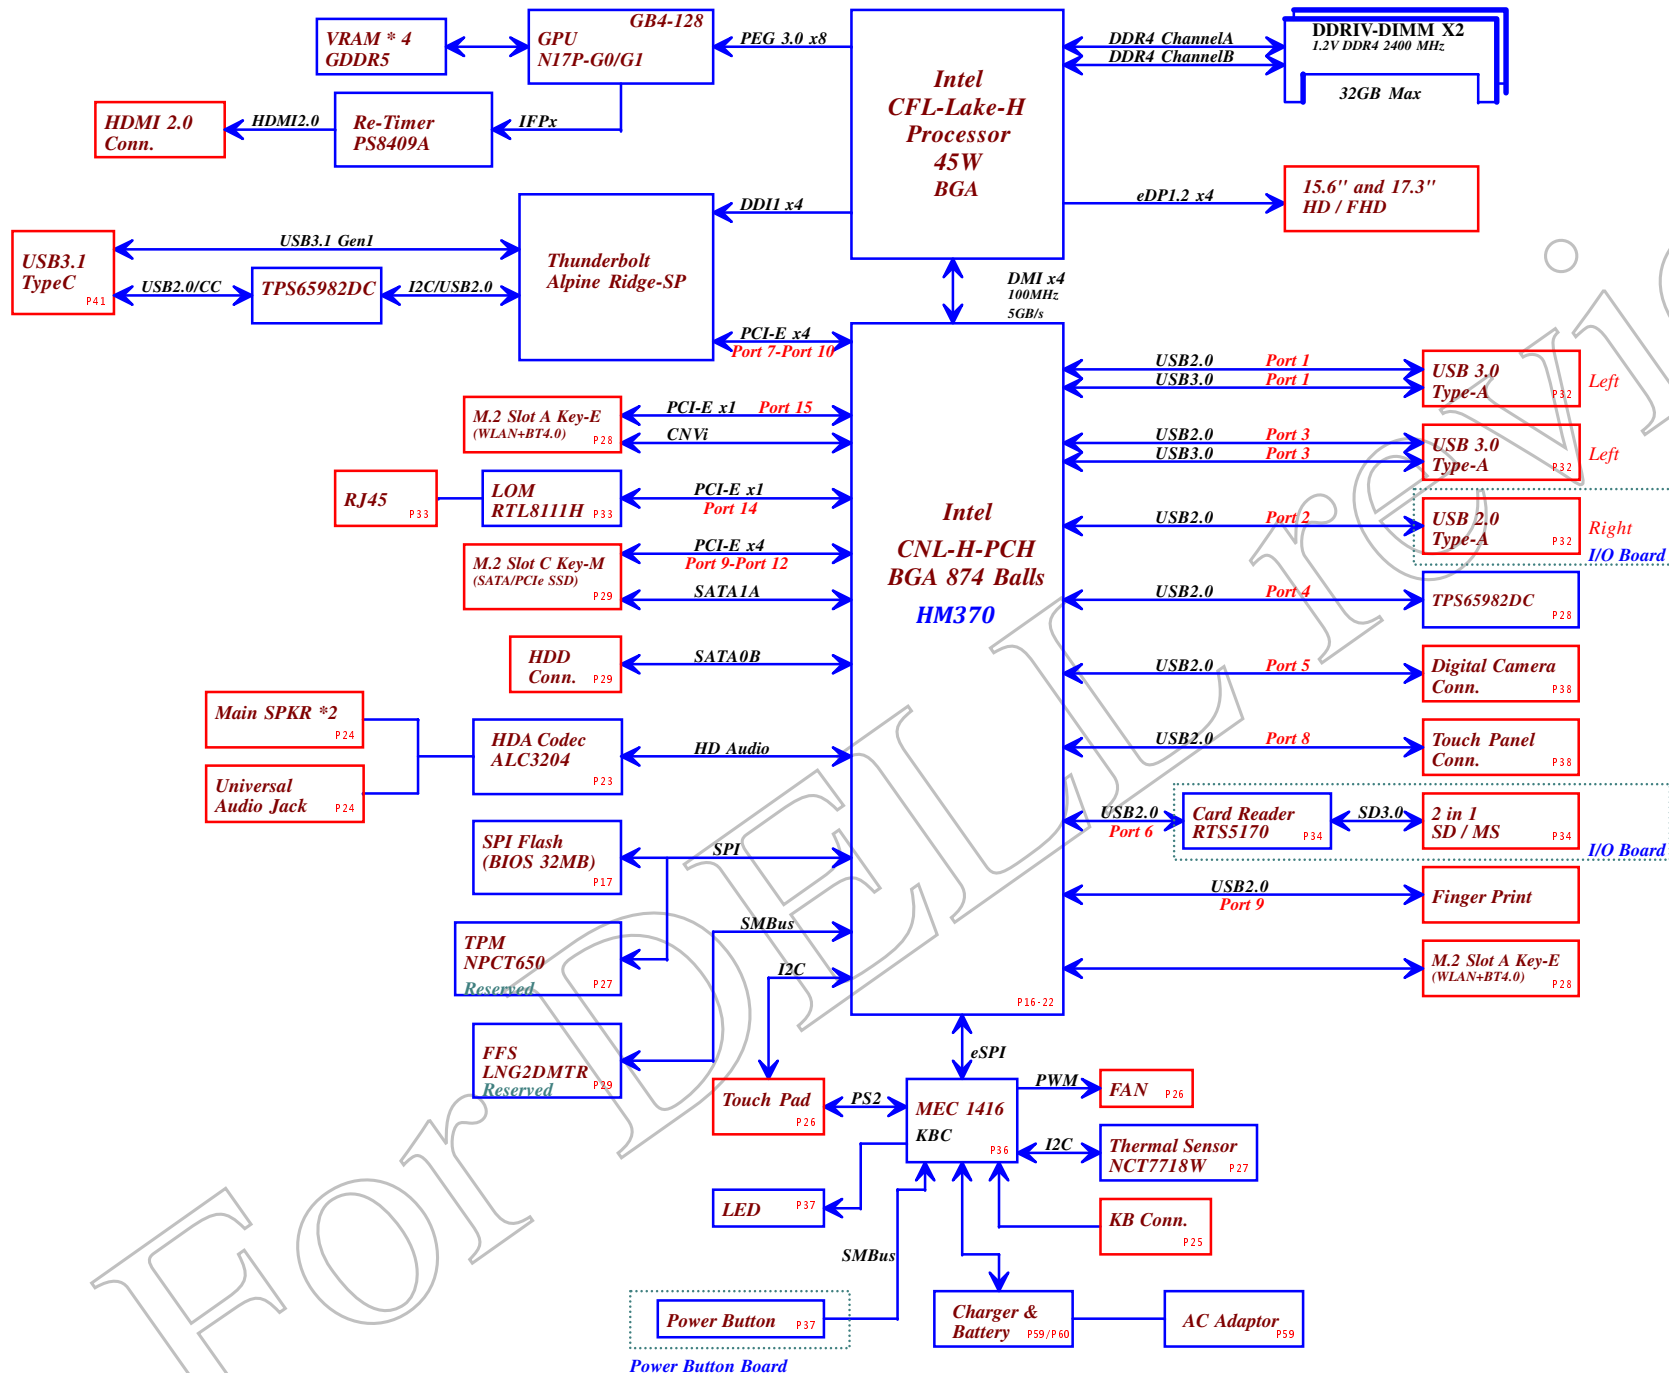 GB4-128
VRAM * 4
GDDR5
GPU
N17P-G0/G1
PEG 3.0 x8
Intel
CFL-Lake-H
Processor
45W
BGA
DDR4 ChannelA
DDR4 ChannelB
DDRIV-DIMM X2
1.2V DDR4 2400 MHz
32GB Max
HDMI 2.0
Conn.
HDMI2.0
Re-Timer
PS8409A
IFPx
eDP1.2 x4
15.6" and 17.3"
HD / FHD
DDI1 x4
USB3.1
TypeC
P41
USB3.1 Gen1
USB2.0/CC
TPS65982DC
I2C/USB2.0
Thunderbolt
Alpine Ridge-SP
DMI x4
100MHz
5GB/s
PCI-E x4
Port 7-Port 10
M.2 Slot A Key-E
(WLAN+BT4.0)
P28
PCI-E x1 Port 15
CNVi
RJ45
P33
LOM
RTL8111H
P33
PCI-E x1
Port 14
M.2 Slot C Key-M
(SATA/PCIe SSD)
P29
PCI-E x4
Port 9-Port 12
SATA1A
HDD
Conn.
P29
SATA0B
Main SPKR *2
P24
Universal
Audio Jack
P24
HDA Codec
ALC3204
P23
HD Audio
SPI Flash
(BIOS 32MB)
P17
SPI
TPM
NPCT650
P27
Reserved
SMBus
I2C
FFS
LNG2DMTR
P29
Reserved
Intel
CNL-H-PCH
BGA 874 Balls
HM370
P16-22
USB2.0 Port 1
USB3.0 Port 1
USB 3.0
Type-A
P32
Left
USB2.0 Port 3
USB3.0 Port 3
USB 3.0
Type-A
P32
Left
USB2.0 Port 2
USB 2.0
Type-A
P32
Right
I/O Board
USB2.0 Port 4
TPS65982DC
P28
USB2.0 Port 5
Digital Camera
Conn.
P38
USB2.0 Port 8
Touch Panel
Conn.
P38
USB2.0
Port 6
Card Reader
RTS5170
P34
SD3.0
2 in 1
SD / MS
P34
I/O Board
USB2.0
Port 9
Finger Print
M.2 Slot A Key-E
(WLAN+BT4.0)
P28
eSPI
Touch Pad
P26
PS2
MEC 1416
KBC
P36
PWM
FAN
P26
I2C
Thermal Sensor
NCT7718W
P27
LED
P37
KB Conn.
P25
SMBus
Power Button
P37
Power Button Board
Charger &
Battery
P59/P60
AC Adaptor
P59
For DELL revi